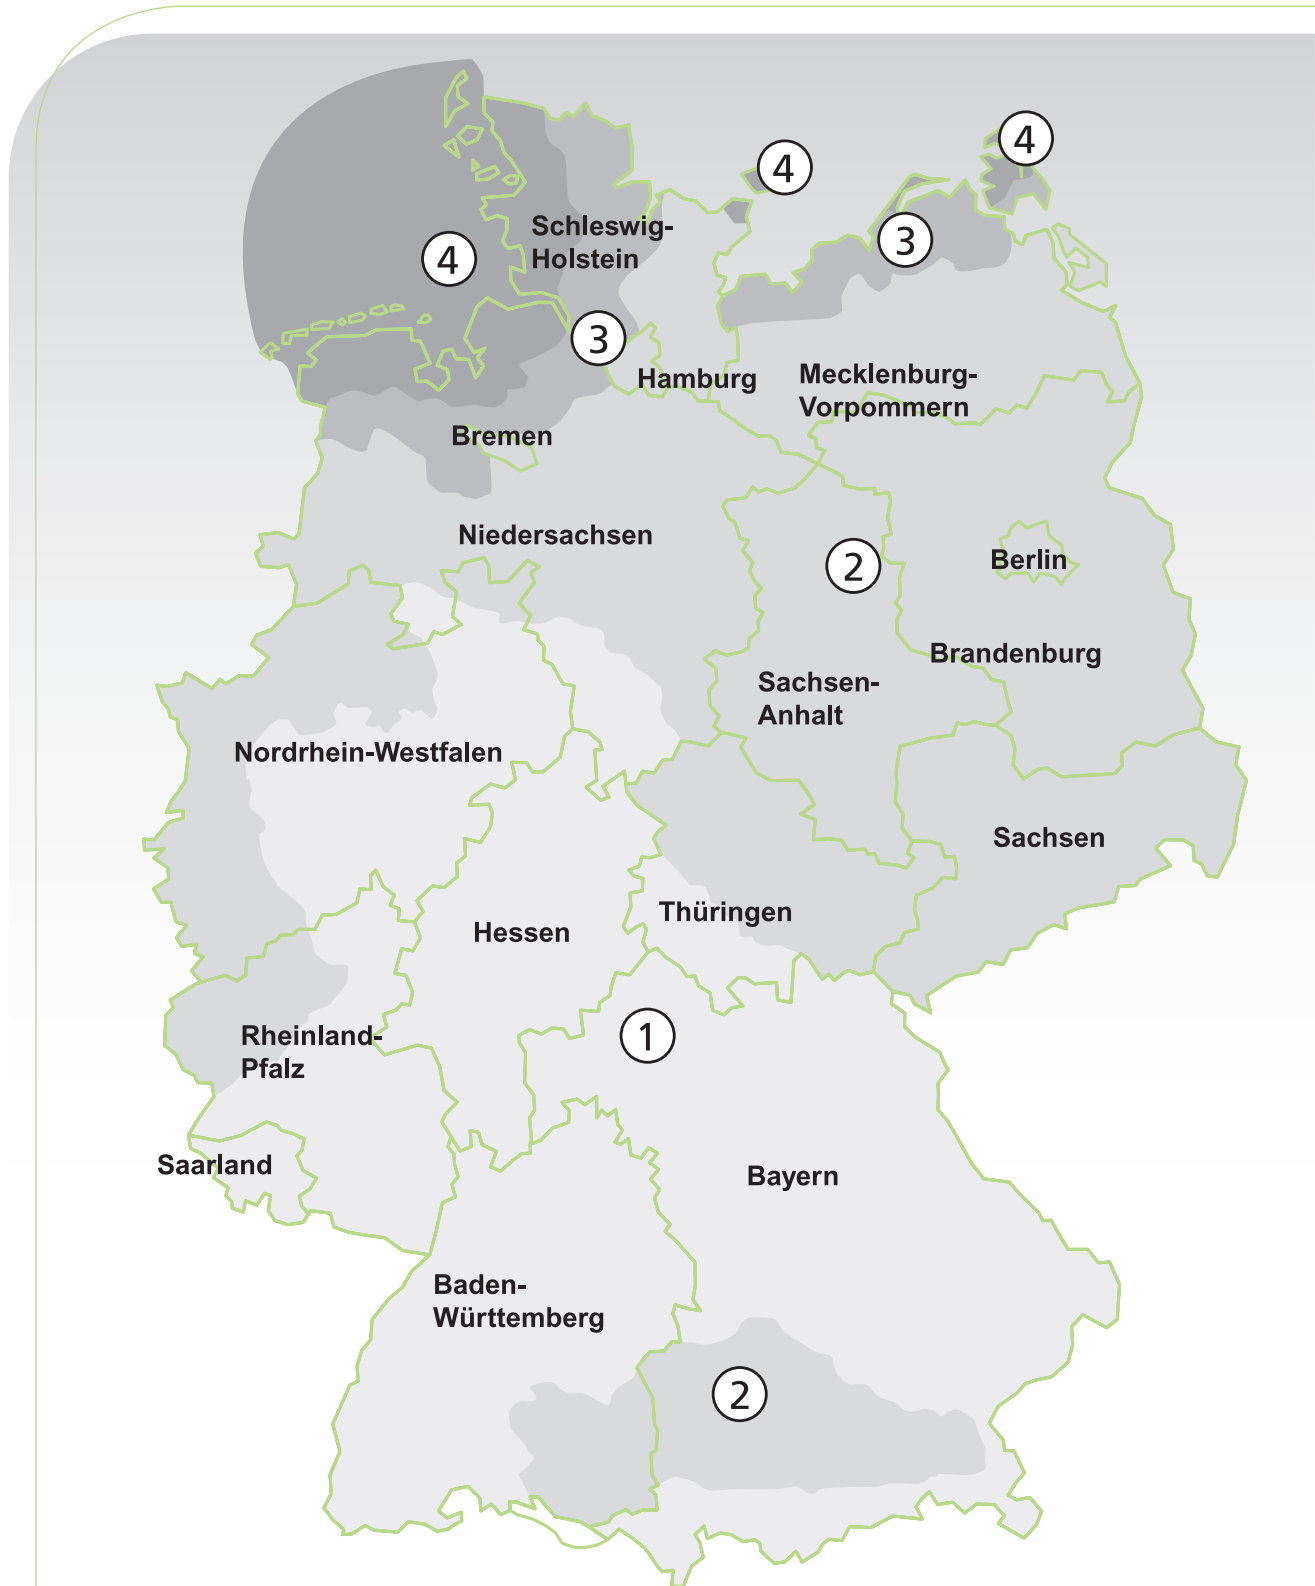 4
4
Schleswig-
Holstein
3
4
3
Hamburg
Mecklenburg-
Vorpommern
Bremen
Niedersachsen
2
Berlin
Brandenburg
Sachsen-
Anhalt
Nordrhein-Westfalen
Sachsen
Thüringen
Hessen
1
Rheinland-
Pfalz
Saarland
Bayern
Baden-
Württemberg
2